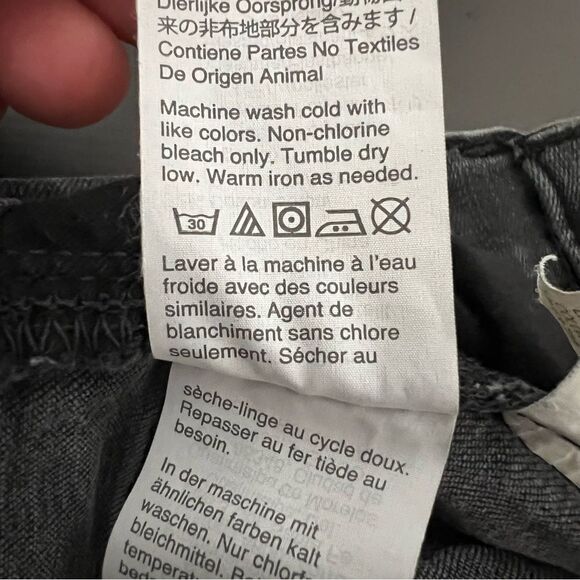 Dierlijke Oorsprong/動物由
来の非布地部分を含みます /
Contiene Partes No Textiles
De Origen Animal
Machine wash cold with
like colors. Non-chlorine
bleach only. Tumble dry
low. Warm iron as needed.
30
Laver à la machine à l'eau
froide avec des couleurs
similaires. Agent de
blanchiment sans chlore
seulement. Sécher au
sèche-linge au cycle doux.
Repasser au fer tiède au
besoin.
In der maschine mit
ähnlichen farben kalt
waschen. Nur
bleichmittel.